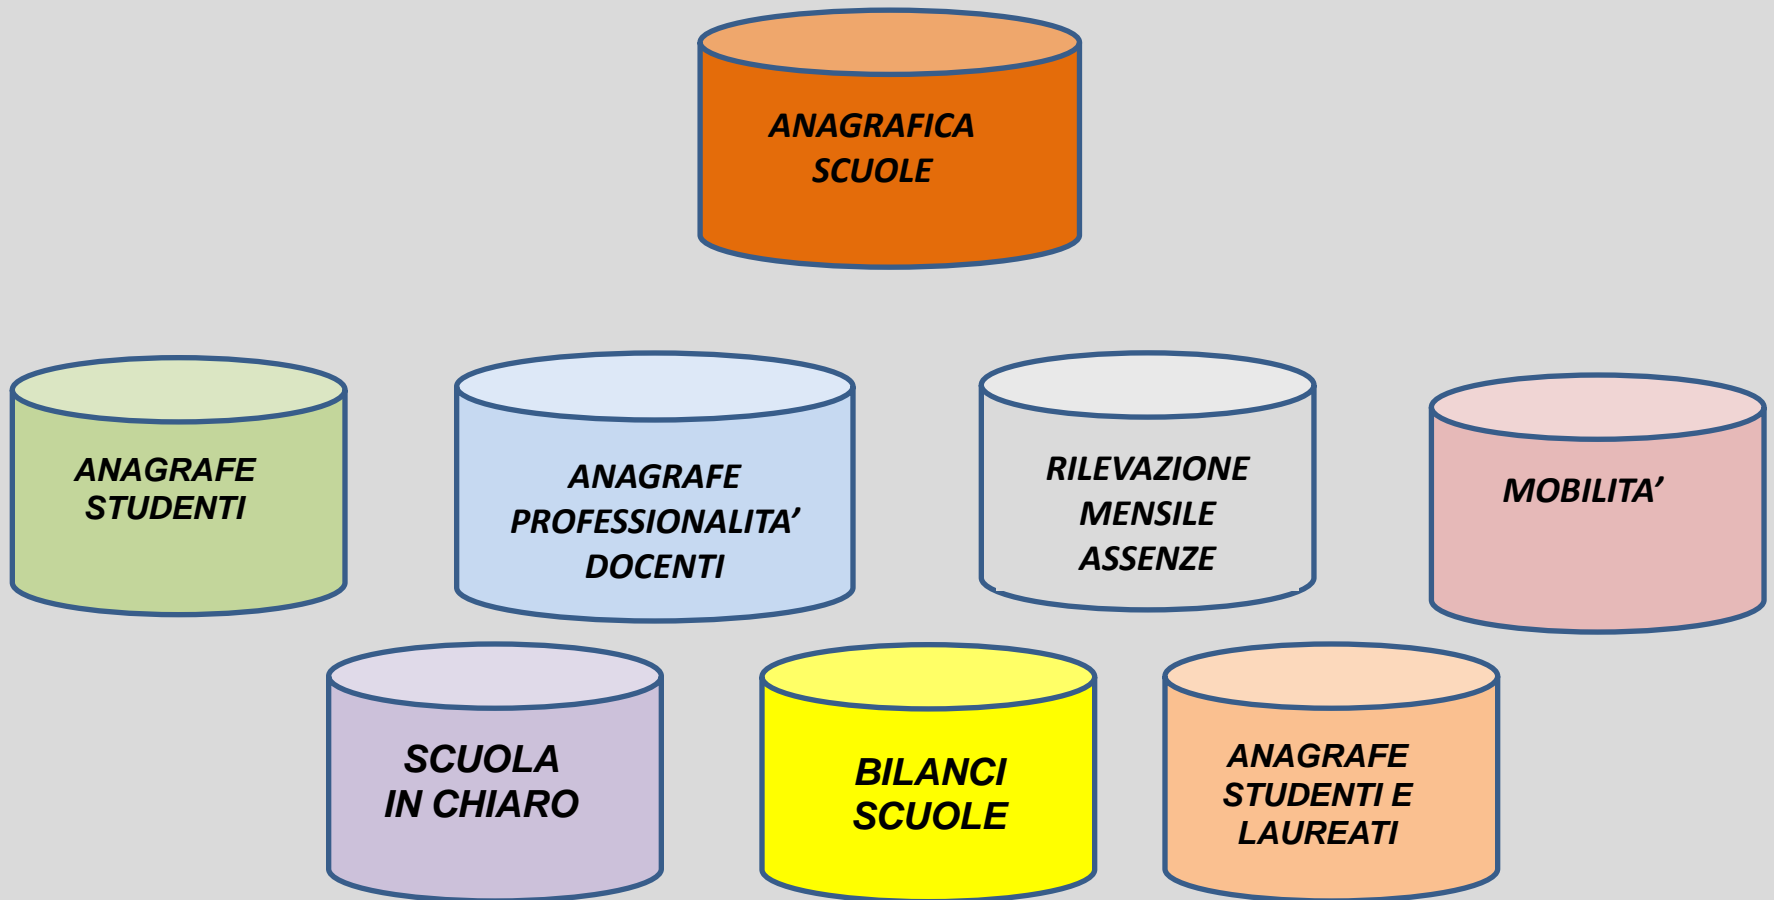 ANAGRAFICA
SCUOLE
ANAGRAFE
STUDENTI
ANAGRAFE
PROFESSIONALITA’
DOCENTI
RILEVAZIONE
MENSILE
ASSENZE
MOBILITA’
SCUOLA
IN CHIARO
BILANCI
SCUOLE
ANAGRAFE
STUDENTI E
LAUREATI